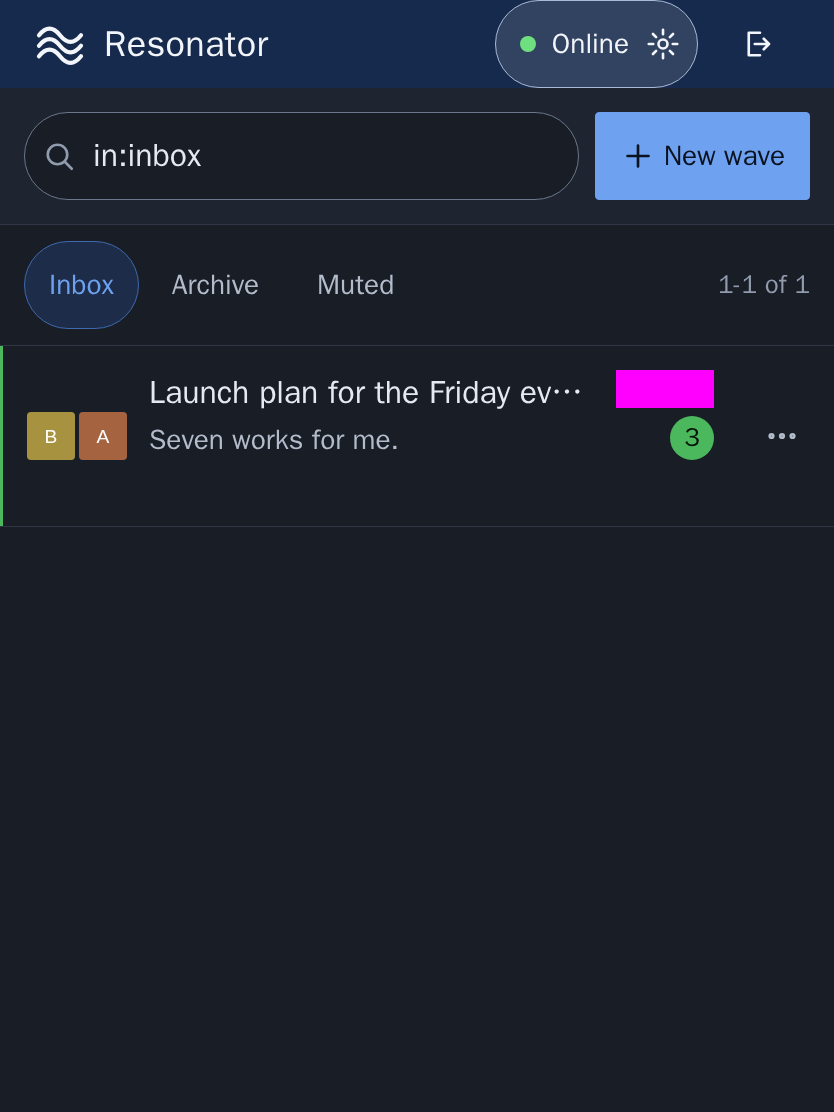 Resonator
Online
in:inbox
New wave
Inbox
Archive
Muted
1-1 of 1
Launch plan for the Friday ev…
B
A
Seven works for me.
3